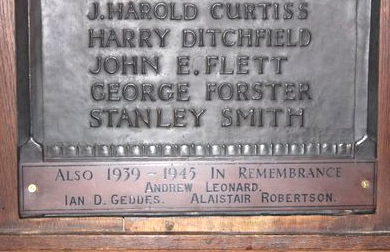 J. HAROLD CURTISS
HARRY DITCHFIELD
JOHN E. FLETT
GEORGE FORSTER
STANLEY SMITH
ALSO 1939 - 1945 IN REMEMBRANCE
ANDREW LEONARD.
IAN D. GEDDES. ALAISTAIR ROBERTSON.